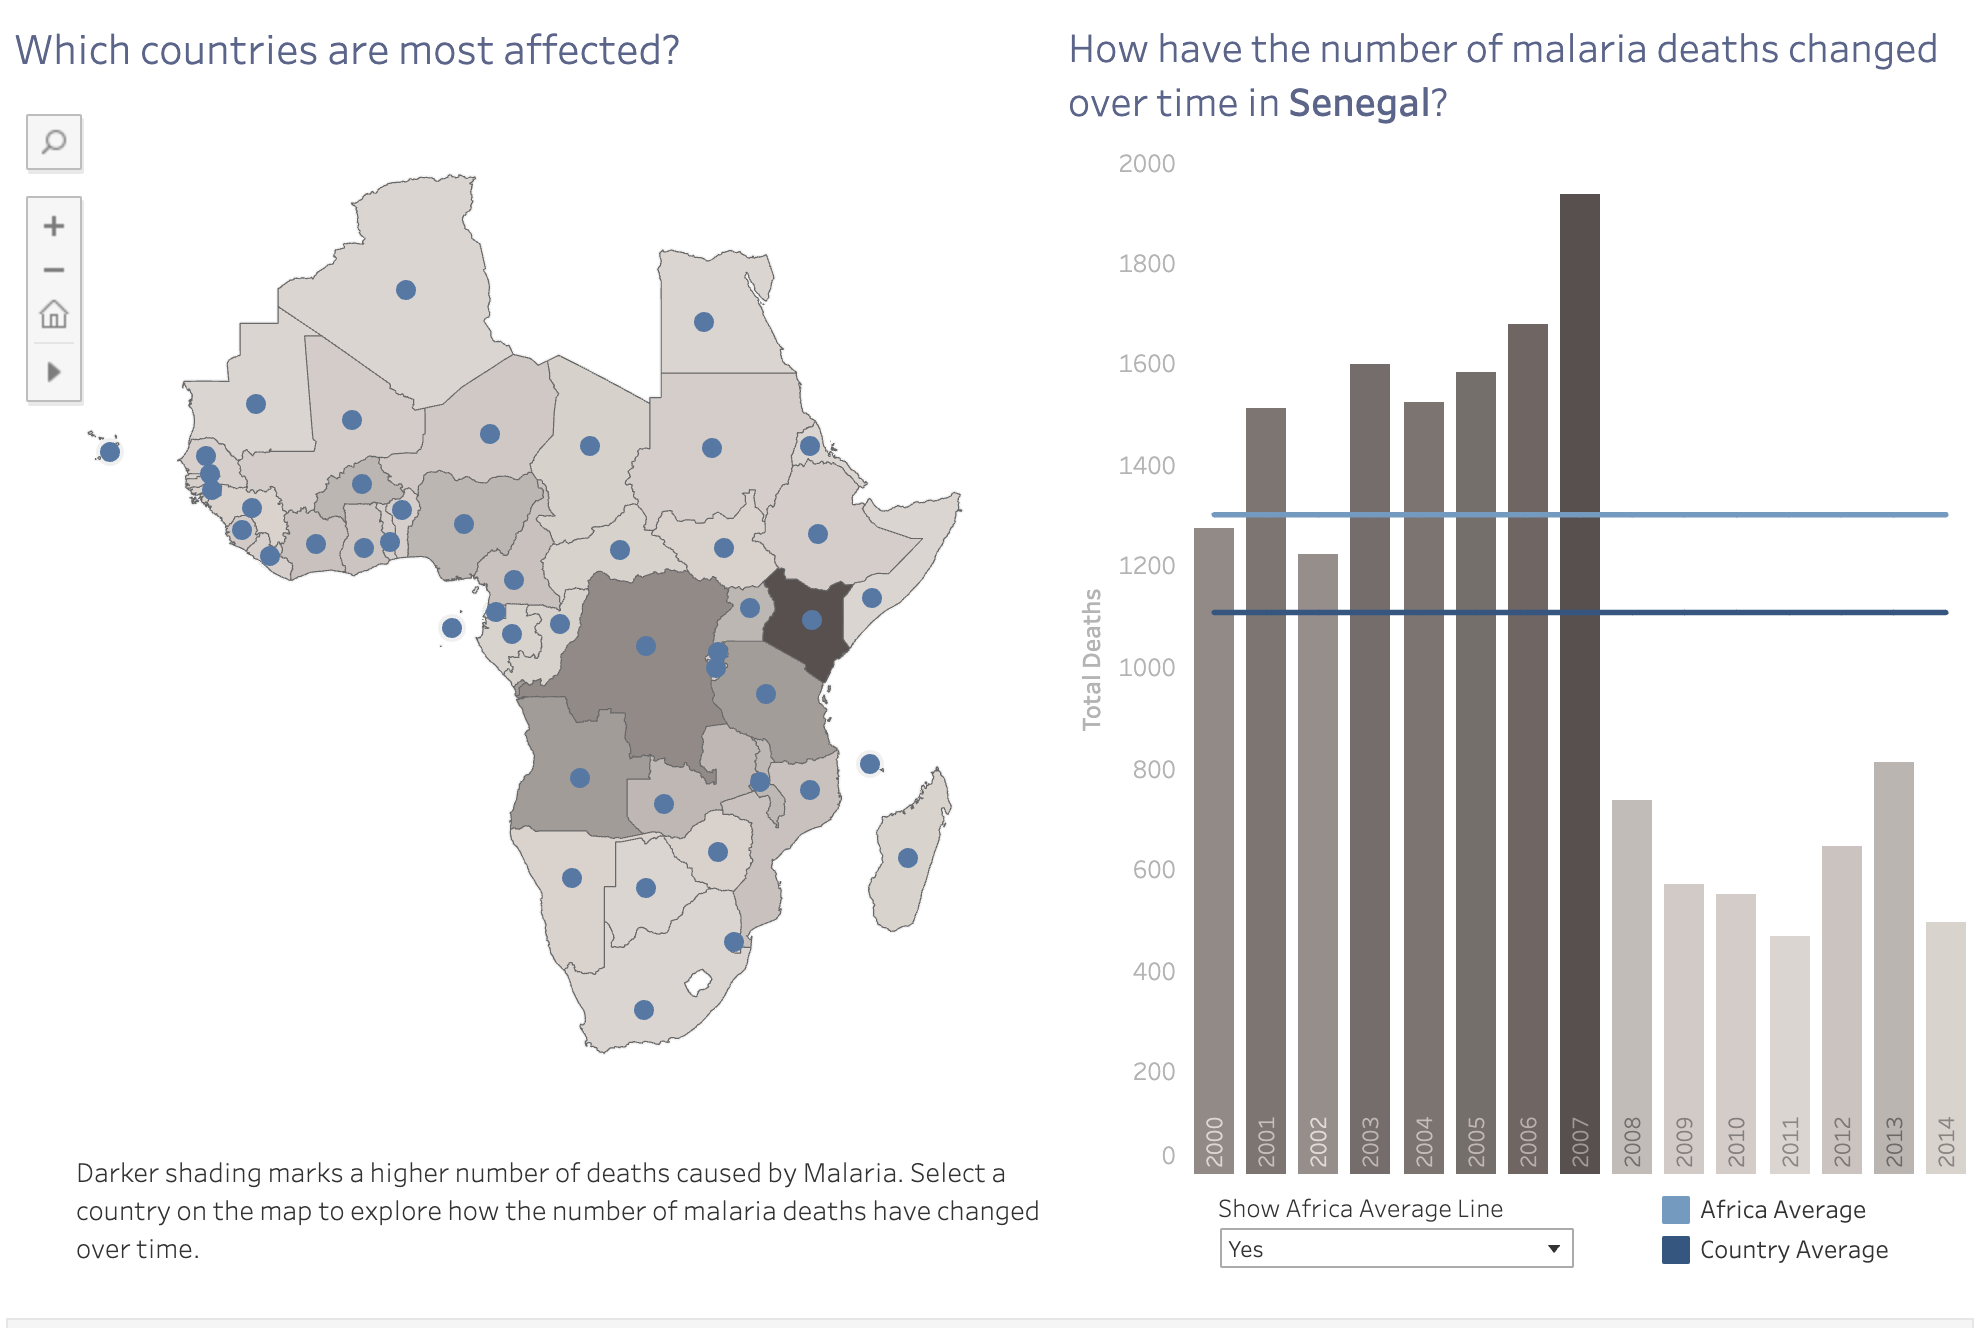 Which countries are most affected?
How have the number of malaria deaths changed
over time in Senegal?
2000
1800
1600
1400
1200
1000
800
600
400
200
0
Total Deaths
2000
2001
2002
2003
2004
2005
2006
2007
2008
2009
2010
2011
2012
2013
2014
Darker shading marks a higher number of deaths caused by Malaria. Select a
country on the map to explore how the number of malaria deaths have changed
over time.
Show Africa Average Line
Yes
Africa Average
Country Average